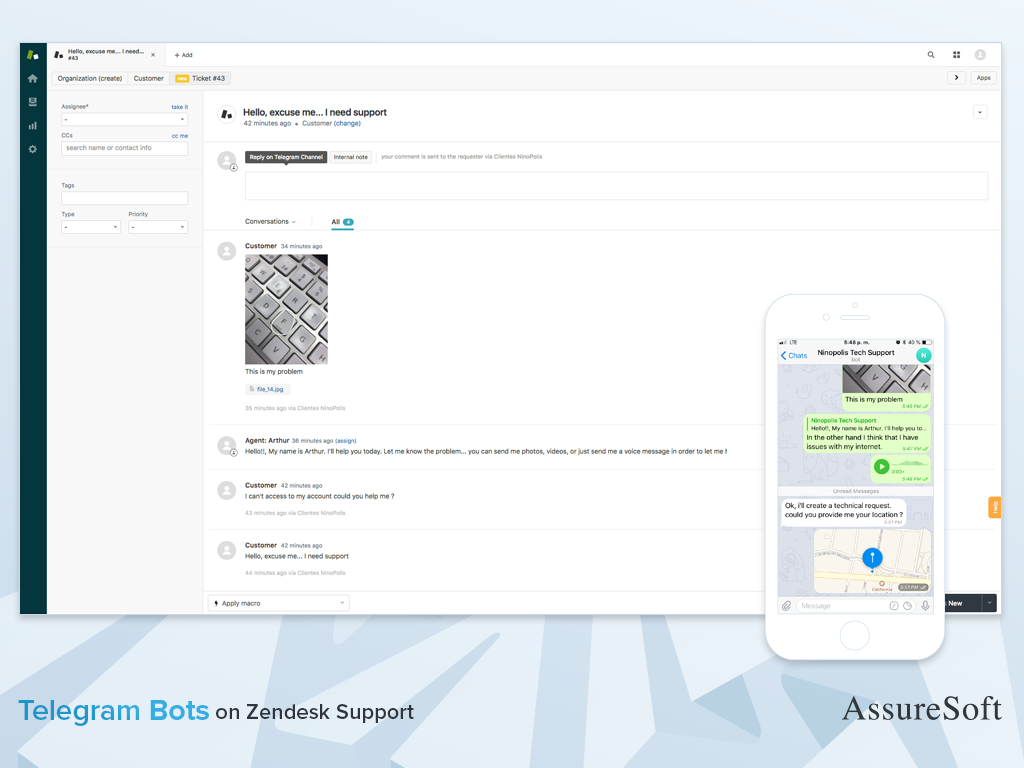 Hello, excuse me... I need...
#43
+ Add
Organization (create)
Customer
New Ticket #43
Apps
Assignee*
take it
-
CCs
cc me
search name or contact info
Tags
Type
Priority
-
-
Hello, excuse me... I need support
42 minutes ago • Customer (change)
Reply on Telegram Channel
Internal note
your comment is sent to the requester via Clientes NinoPolis
Conversations
All 4
Customer 34 minutes ago
This is my problem
file_14.jpg
35 minutes ago via Clientes NinoPolis
Agent: Arthur 36 minutes ago (assign)
Hello!!, My name is Arthur. I'll help you today. Let me know the problem... you can send me photos, videos, or just send me a voice message in order to let me !
Customer 42 minutes ago
I can't access to my account could you help me ?
43 minutes ago via Clientes NinoPolis
Customer 42 minutes ago
Hello, excuse me... I need support
44 minutes ago via Clientes NinoPolis
Apply macro
Help
New
LTE
5:48 p. m.
40 %
Chats
Ninopolis Tech Support
bot
N
This is my problem
5:46 PM
Ninopolis Tech Support
Hello!!, My name is Arthur. I'll help you to...
In the other hand I think that I have
issues with my internet.
5:47 PM
0:03
5:48 PM
Unread Messages
Ok, i'll create a technical request.
could you provide me your location ?
5:51 PM
California
5:57 PM
Message
Telegram Bots on Zendesk Support
AssureSoft